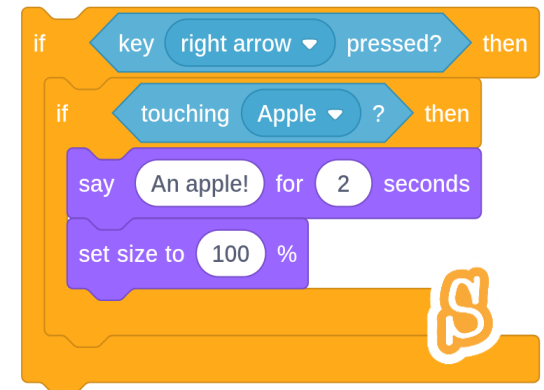 if key right arrow pressed? then
if touching Apple ? then
say An apple! for 2 seconds
set size to 100 %
S